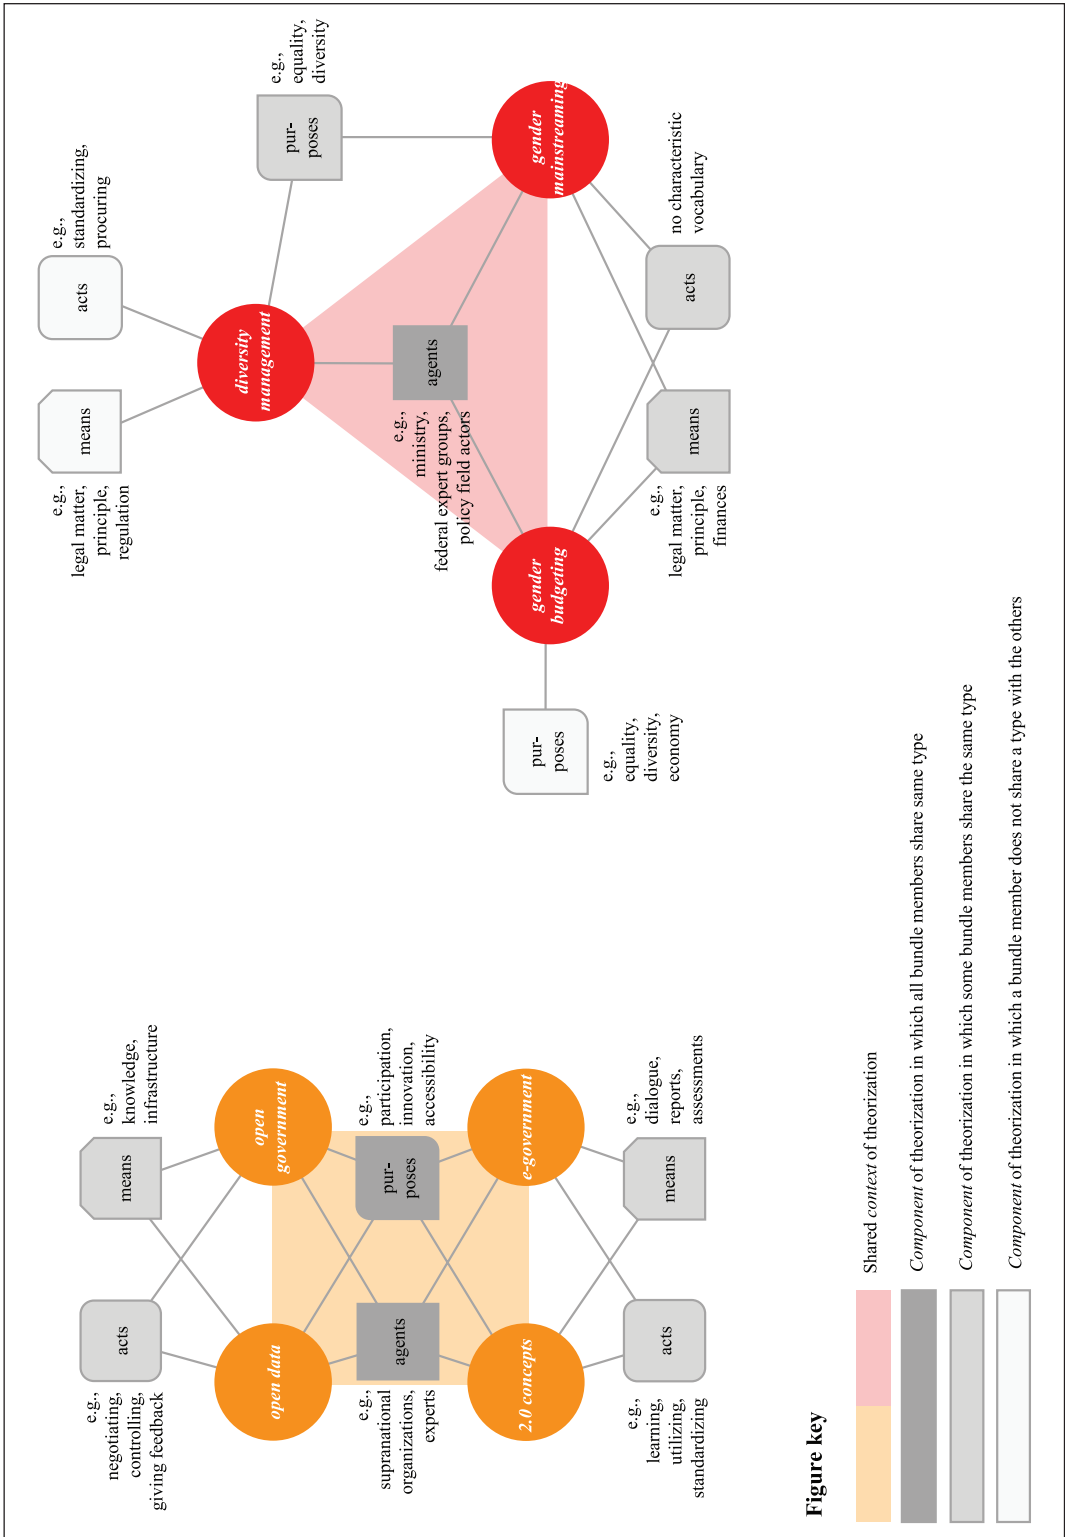 e.g.,
negotiating,
controlling,
giving feedback
acts
means
e.g.,
knowledge,
infrastructure
open data
open
government
e.g.,
supranational
organizations,
experts
agents
pur-
poses
e.g.,
participation,
innovation,
accessibility
2.0 concepts
e-government
e.g.,
learning,
utilizing,
standardizing
acts
means
e.g.,
dialogue,
reports,
assessments
e.g.,
legal matter,
principle,
regulation
means
acts
e.g.,
standardizing,
procuring
diversity
management
pur-
poses
e.g.,
equality,
diversity
e.g.,
ministry,
federal expert groups,
policy field actors
agents
pur-
poses
e.g.,
equality,
diversity,
economy
gender
budgeting
gender
mainstreaming
e.g.,
legal matter,
principle,
finances
means
acts
no characteristic
vocabulary
Figure key
Shared context of theorization
Component of theorization in which all bundle members share same type
Component of theorization in which some bundle members share the same type
Component of theorization in which a bundle member does not share a type with the others